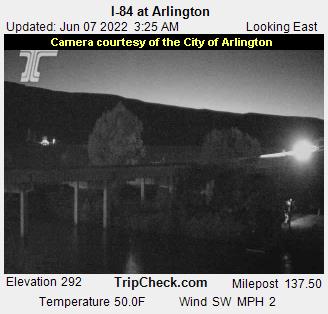 I-84 at Arlington
Updated: Jun 07 2022 3:25 AM Looking East
Camera courtesy of the City of Arlington
Elevation 292 TripCheck.com Milepost 137.50
Temperature 50.0F Wind SW MPH 2